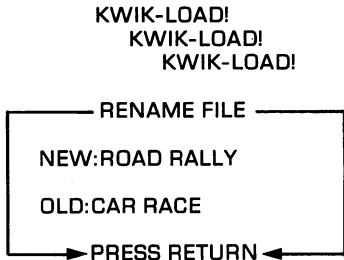 KWIK-LOAD!
KWIK-LOAD!
KWIK-LOAD!
RENAME FILE
NEW:ROAD RALLY
OLD:CAR RACE
PRESS RETURN